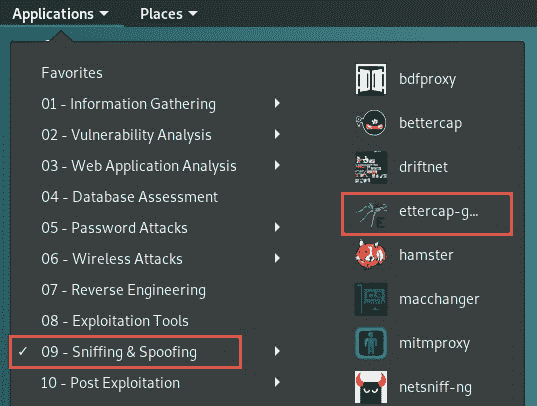 Applications Places
Favorites
01 - Information Gathering
02 - Vulnerability Analysis
03 - Web Application Analysis
04 - Database Assessment
05 - Password Attacks
06 - Wireless Attacks
07 - Reverse Engineering
08 - Exploitation Tools
✓ 09 - Sniffing & Spoofing
10 - Post Exploitation
bdfproxy
bettercap
driftnet
ettercap-g...
hamster
macchanger
mitmproxy
netsniff-ng